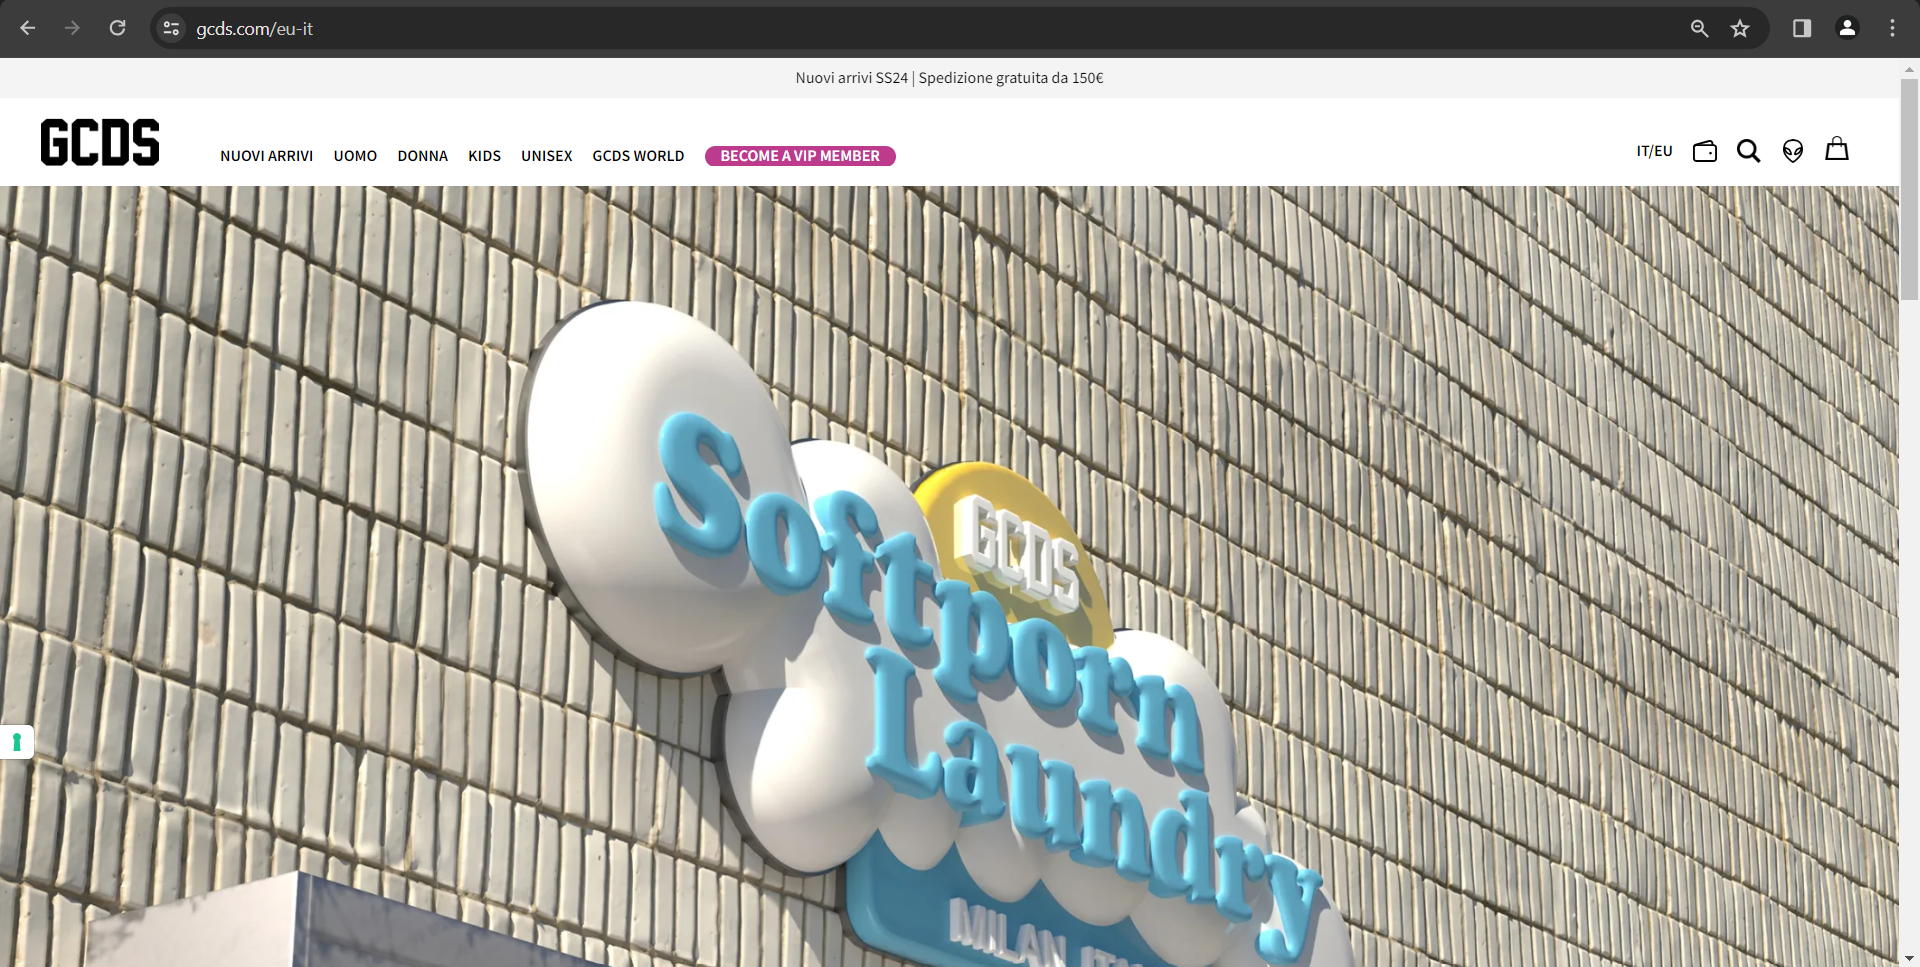 gcds.com/eu-it
Nuovi arrivi SS24 | Spedizione gratuita da 150€
GCDS
NUOVI ARRIVI UOMO DONNA KIDS UNISEX GCDS WORLD BECOME A VIP MEMBER
IT/EU
GCDS
Softporn
Laundry
MILAN